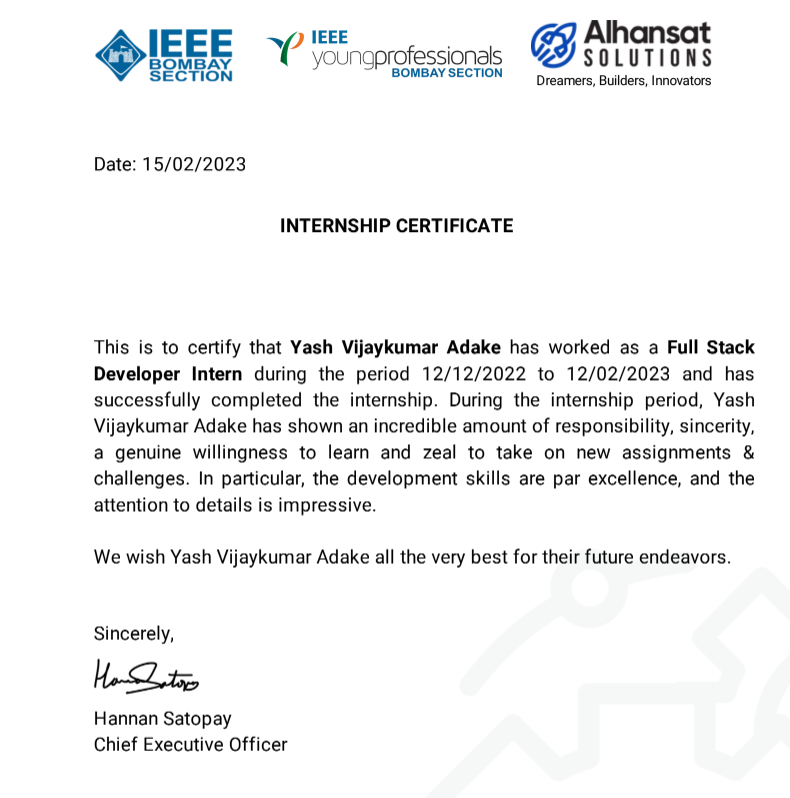 IEEE
BOMBAY
SECTION
IEEE
youngprofessionals
BOMBAY SECTION
Alhansat
SOLUTIONS
Dreamers, Builders, Innovators
Date: 15/02/2023
INTERNSHIP CERTIFICATE
This is to certify that Yash Vijaykumar Adake has worked as a Full Stack
Developer Intern during the period 12/12/2022 to 12/02/2023 and has
successfully completed the internship. During the internship period, Yash
Vijaykumar Adake has shown an incredible amount of responsibility, sincerity,
a genuine willingness to learn and zeal to take on new assignments &
challenges. In particular, the development skills are par excellence, and the
attention to details is impressive.
We wish Yash Vijaykumar Adake all the very best for their future endeavors.
Sincerely,
Hannan Satopay
Chief Executive Officer